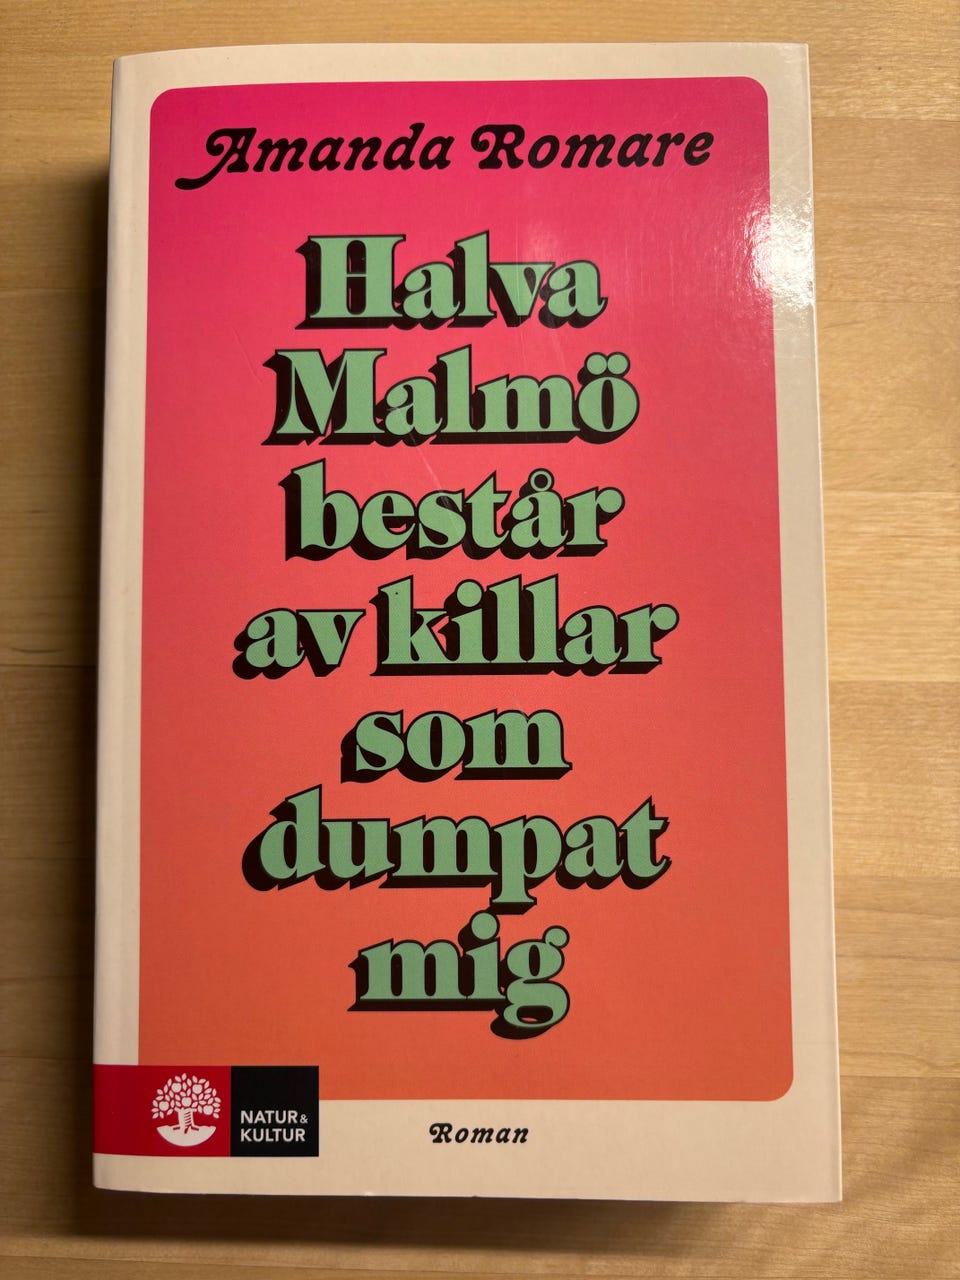 Amanda Romare
Halva
Malmö
består
av killar
som
dumpat
mig
NATUR &
KULTUR
Roman